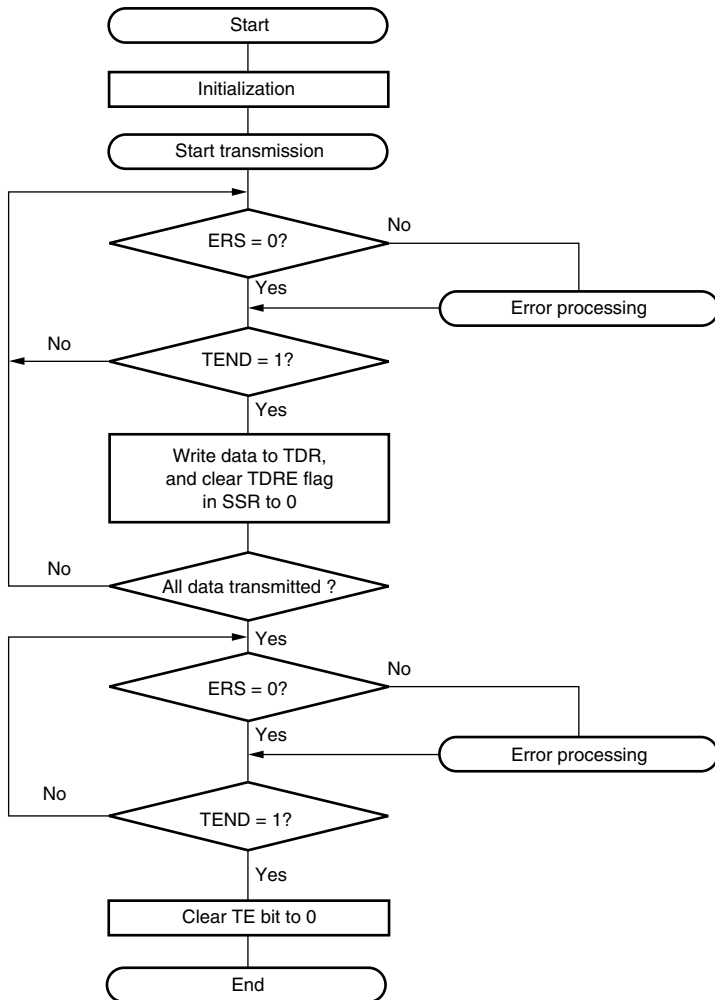 Start
Initialization
Start transmission
ERS = 0?
No
Yes
Error processing
No
TEND = 1?
Yes
Write data to TDR,
and clear TDRE flag
in SSR to 0
No
All data transmitted ?
Yes
ERS = 0?
No
Yes
Error processing
No
TEND = 1?
Yes
Clear TE bit to 0
End